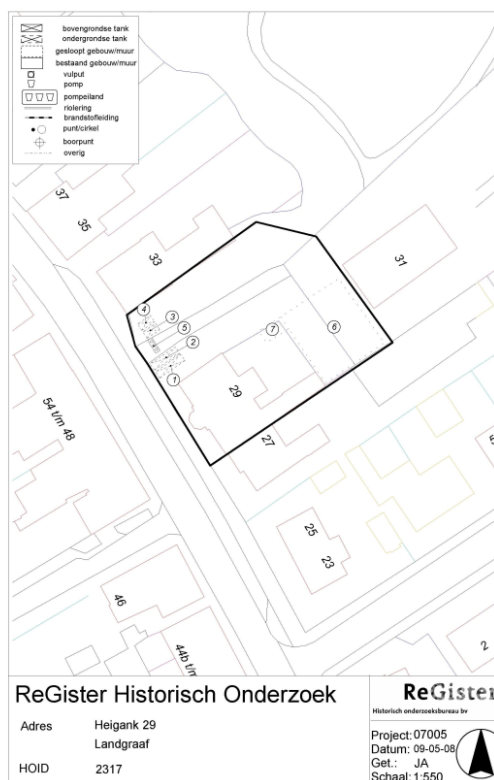 bovengrondse tank
ondergrondse tank
gesloopt gebouw/muur
bestaand gebouw/muur
vulput
pomp
pompeiland
riolering
brandstofleiding
punt/cirkel
boorpunt
overig
37
35
33
31
4
3
5
2
7
6
1
29
54 t/m 48
27
25
23
46
44b t/m
2
ReGister Historisch Onderzoek
Adres Heigank 29
Landgraaf
HOID 2317
ReGister
Historisch onderzoeksbureau bv
Project: 07005
Datum: 09-05-08
Get.: JA
Schaal: 1:550